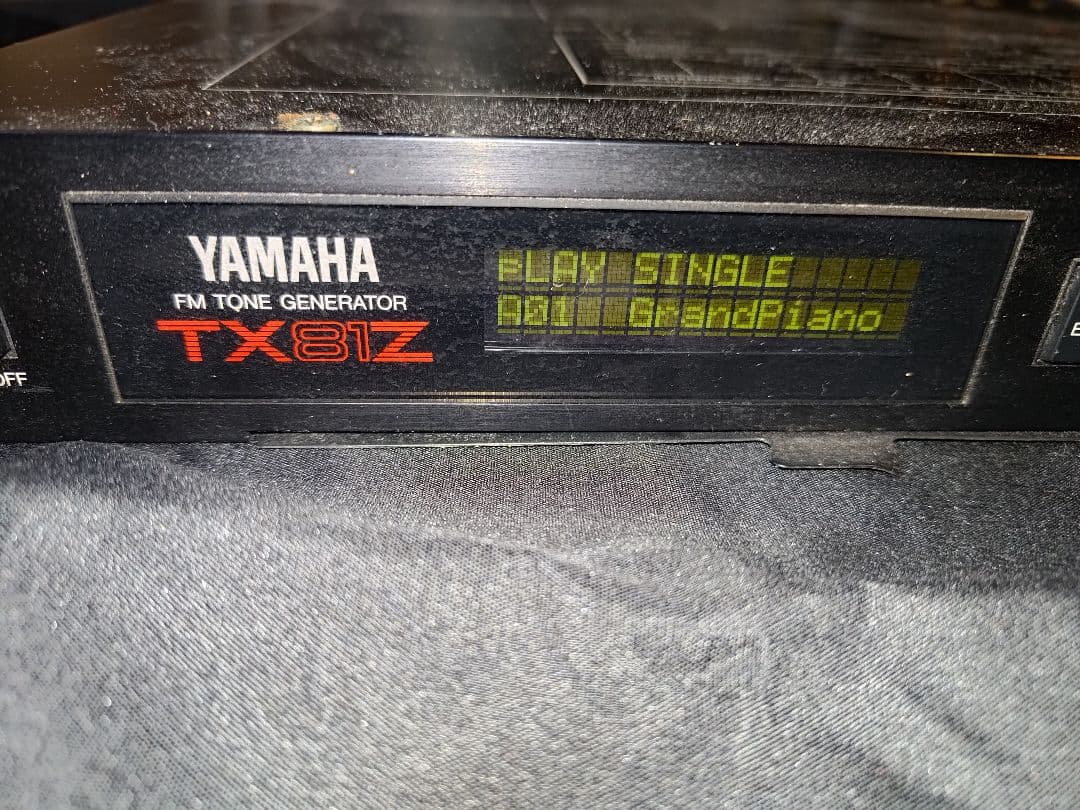 YAMAHA
FM TONE GENERATOR
TX81Z
PLAY SINGLE
A01 GrandPiano
OFF